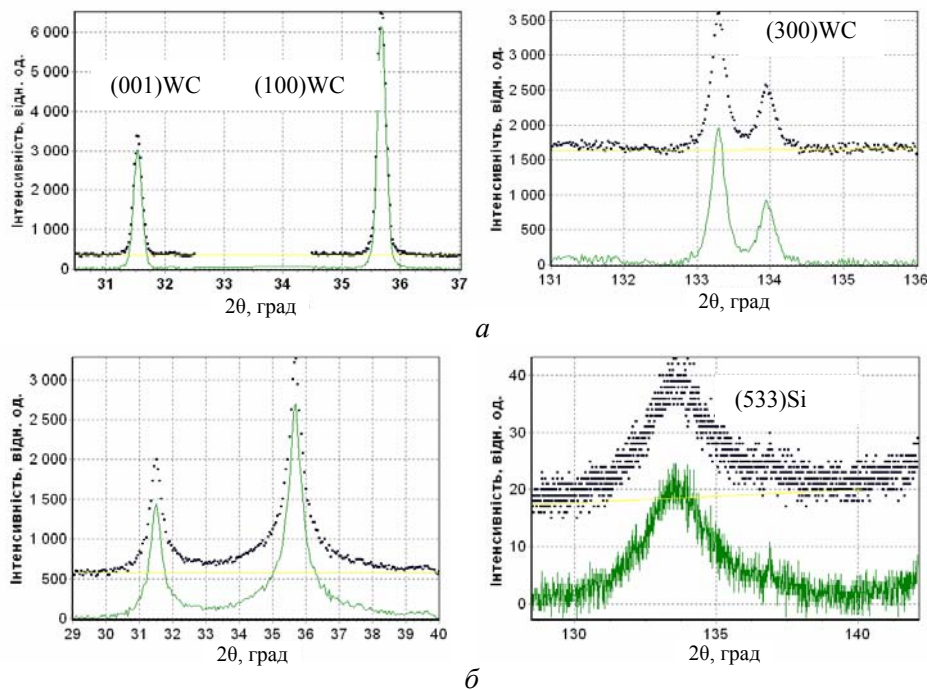 6 000
5 000
4 000
3 000
2 000
1 000
0
Інтенсивність, відн. од.
(001)WC
(100)WC
31 32 33 34 35 36 37
2θ, град
3 500
3 000
2 500
2 000
1 500
1 000
500
0
Інтенсивнічть, відн. од.
(300)WC
131 132 133 134 135 136
2θ, град
а
3 000
2 500
2 000
1 500
1 000
500
0
Інтенсивність, відн. од.
29 30 31 32 33 34 35 36 37 38 39 40
2θ, град
40
30
20
10
0
Інтенсивність, відн. од.
(533)Si
130 135 140
2θ, град
б